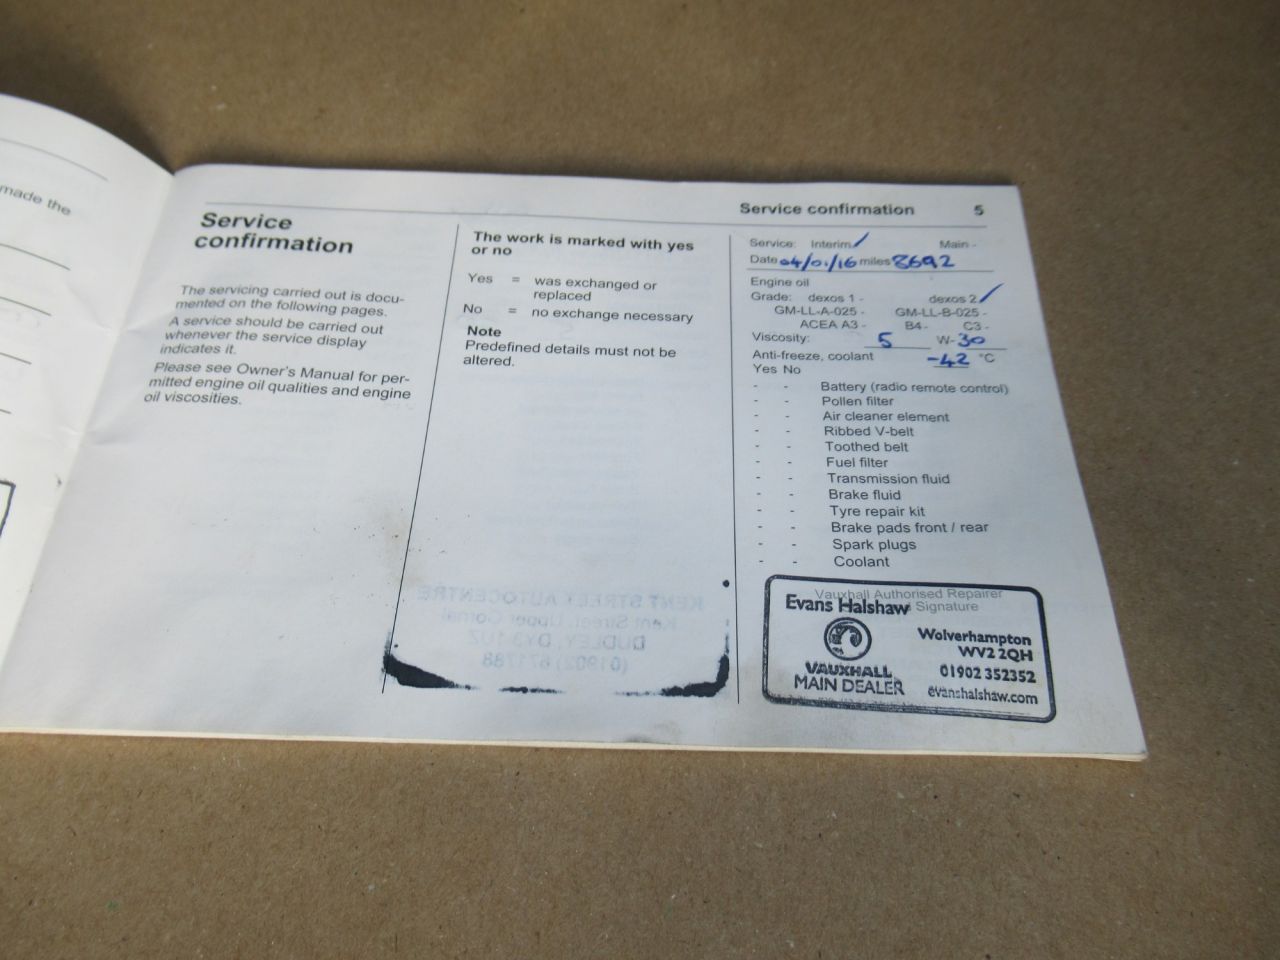 made the
Service
confirmation
The servicing carried out is docu-
mented on the following pages.
A service should be carried out
whenever the service display
indicates it.
Please see Owner's Manual for per-
mitted engine oil qualities and engine
oil viscosities.
The work is marked with yes
or no
Yes = was exchanged or
replaced
No = no exchange necessary
Note
Predefined details must not be
altered.
KENT STREET AUTOCENTRE
Kent Street, Upper Gornal
DUDLEY, DY3 1UZ
(01902) 671788
Service confirmation 5
Service: Interim / Main -
Date 04/01/16 miles 8692
Engine oil
Grade: dexos 1 - dexos 2 /
GM-LL-A-025 - GM-LL-B-025 -
ACEA A3 - B4 - C3 -
Viscosity: 5 W-30
Anti-freeze, coolant -42 °C
Yes No
- - Battery (radio remote control)
- - Pollen filter
- - Air cleaner element
- - Ribbed V-belt
- - Toothed belt
- - Fuel filter
- - Transmission fluid
- - Brake fluid
- - Tyre repair kit
- - Brake pads front / rear
- - Spark plugs
- - Coolant
Vauxhall Authorised Repairer
Signature
Evans Halshaw
VAUXHALL
MAIN DEALER
Wolverhampton
WV2 2QH
01902 352352
evanshalshaw.com